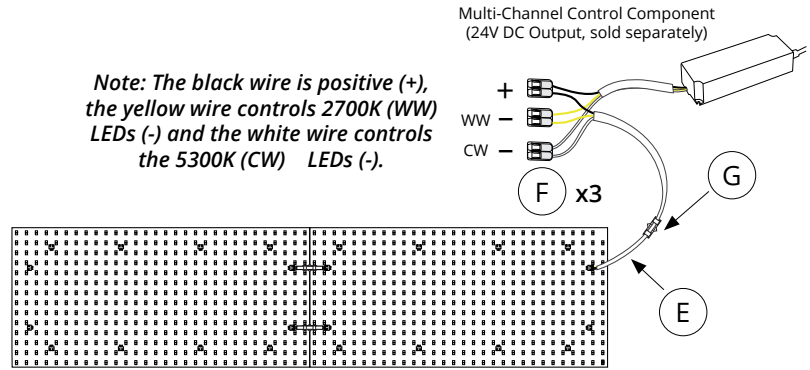 Multi-Channel Control Component
(24V DC Output, sold separately)
Note: The black wire is positive (+),
the yellow wire controls 2700K (WW)
LEDs (-) and the white wire controls
the 5300K (CW) LEDs (-).
+
WW –
CW –
F x3
G
E